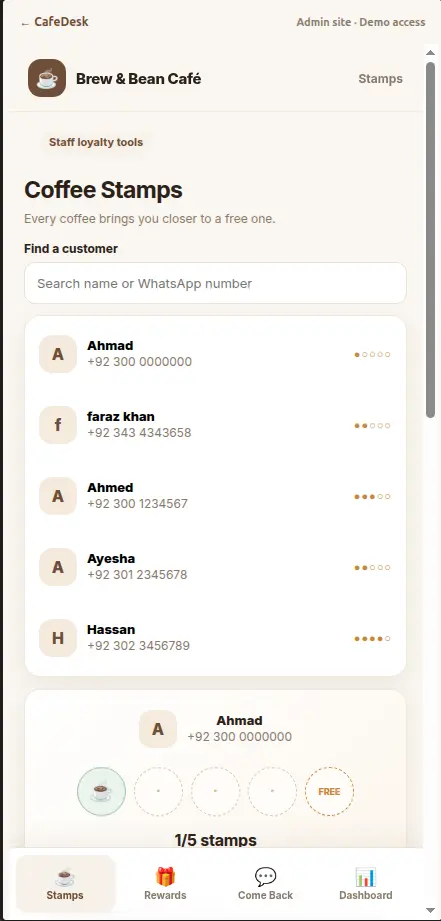 ← CafeDesk
Admin site · Demo access
Brew & Bean Café
Stamps
Staff loyalty tools
Coffee Stamps
Every coffee brings you closer to a free one.
Find a customer
Search name or WhatsApp number
A
Ahmad
+92 300 0000000
f
faraz khan
+92 343 4343658
A
Ahmed
+92 300 1234567
A
Ayesha
+92 301 2345678
H
Hassan
+92 302 3456789
A
Ahmad
+92 300 0000000
FREE
1/5 stamps
Stamps
Rewards
Come Back
Dashboard